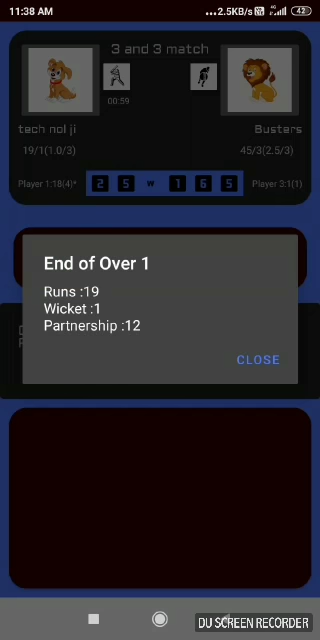 11:38 AM
...2.5KB/s 4G 42
3 and 3 match
00:59
tech nol ji
Busters
19/1(1.0/3)
45/3(2.5/3)
Player 1:18(4)*
2 5 w 1 6 5
Player 3:1(1)
End of Over 1
Runs :19
Wicket :1
Partnership :12
CLOSE
DU SCREEN RECORDER